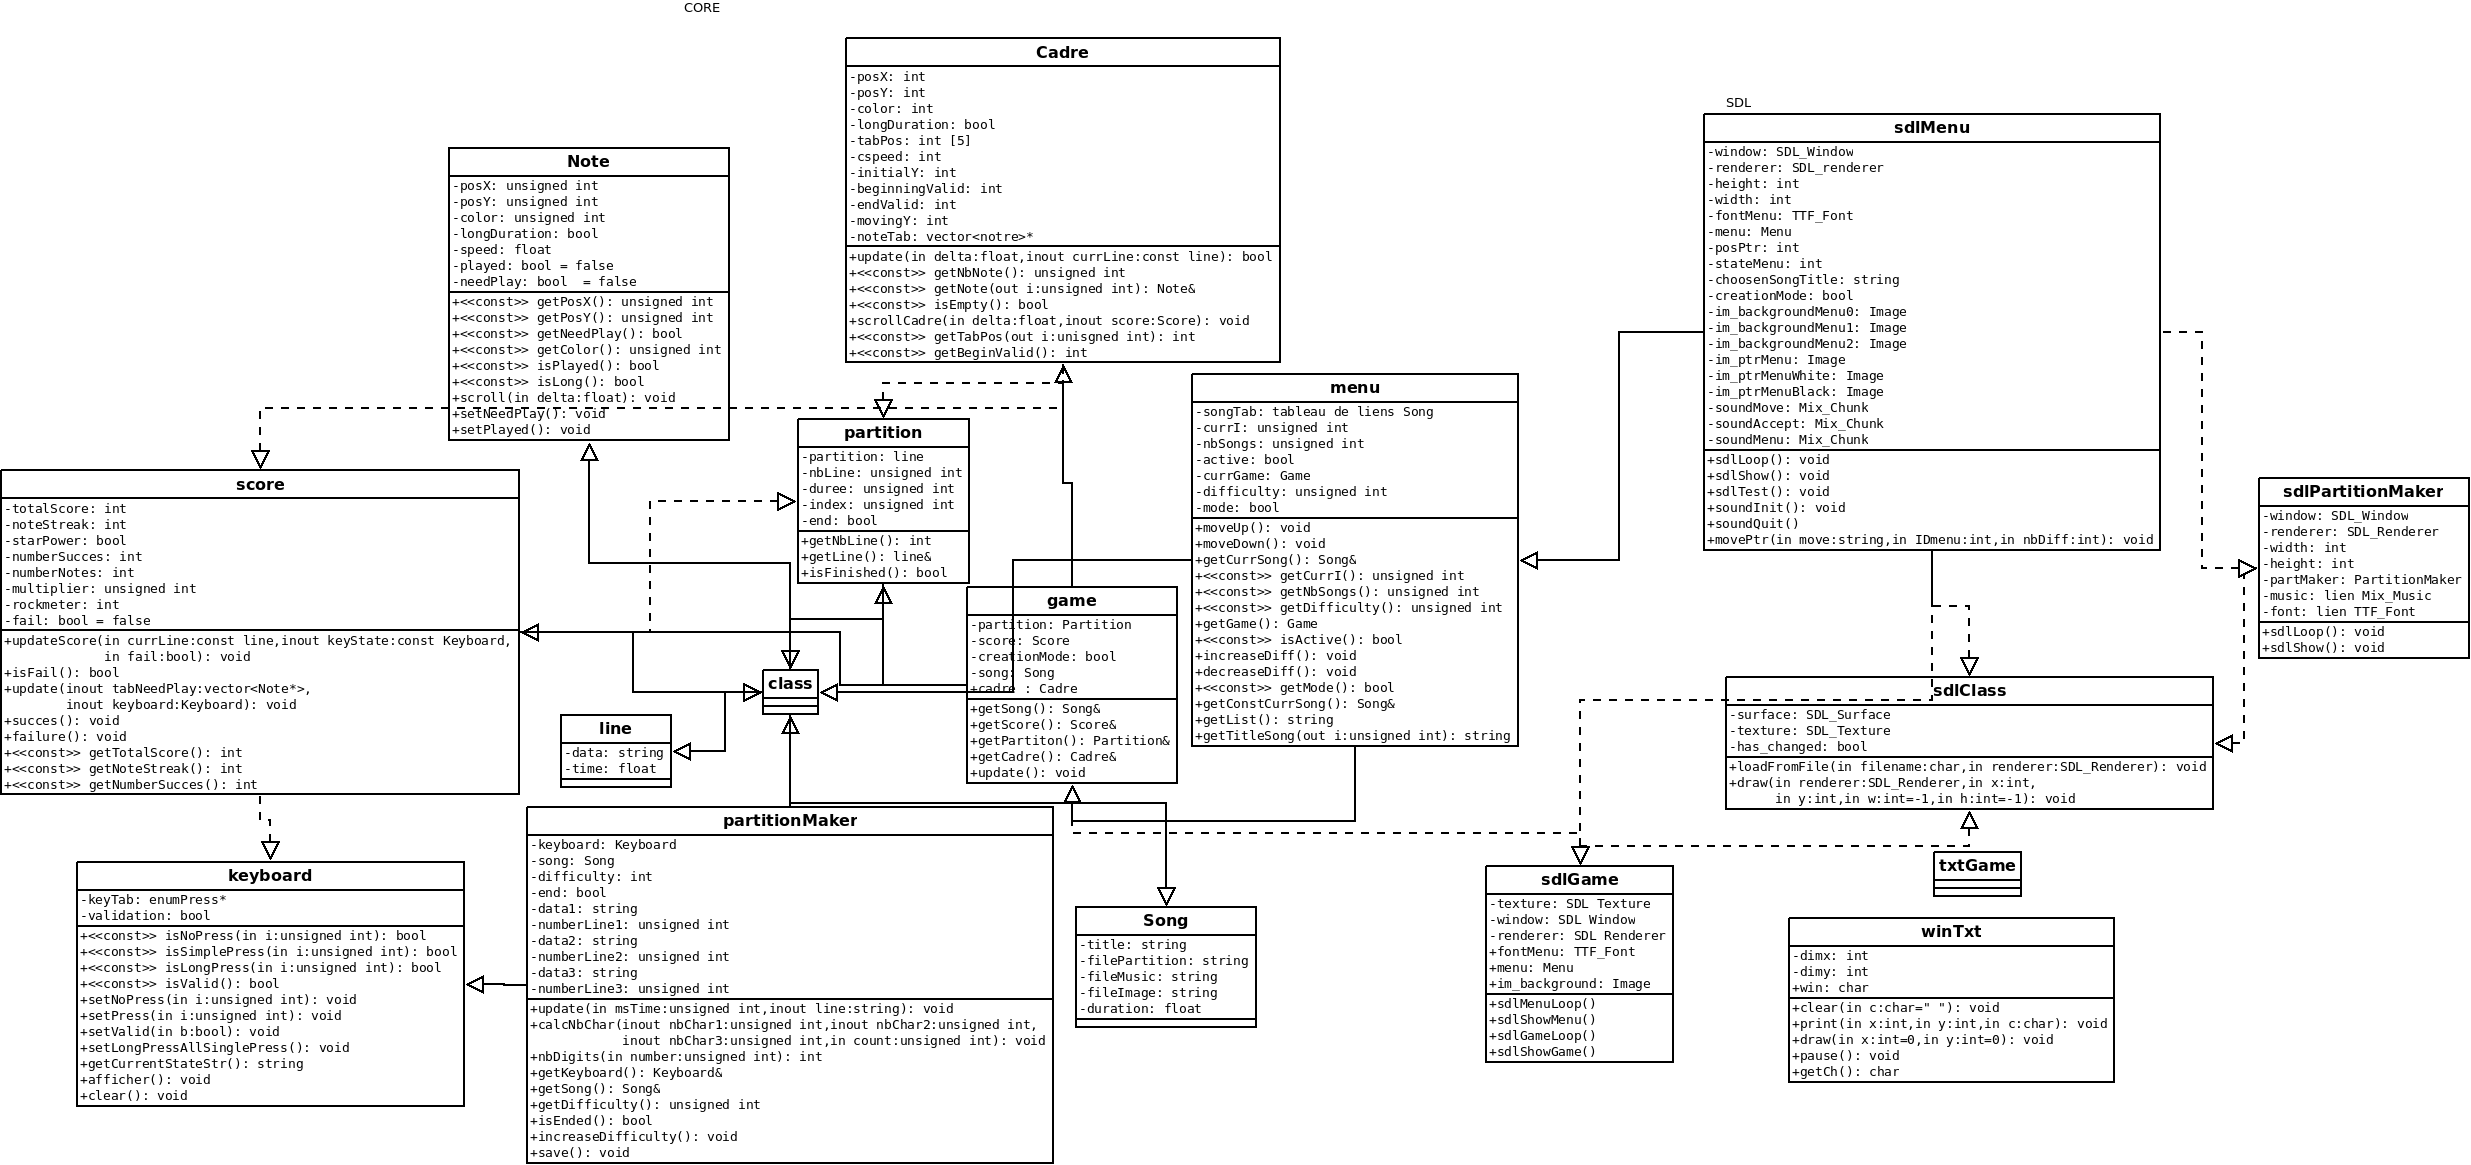 CORE
Cadre
-posX: int
-posY: int
-color: int
-longDuration: bool
-tabPos: int [5]
-cspeed: int
-initialY: int
-beginningValid: int
-endValid: int
-movingY: int
-noteTab: vector<notre>*
+update(in delta:float,inout currLine:const line): bool
+<<const>> getNbNote(): unsigned int
+<<const>> getNote(out i:unsigned int): Note&
+<<const>> isEmpty(): bool
+scrollCadre(in delta:float,inout score:Score): void
+<<const>> getTabPos(out i:unisgned int): int
+<<const>> getBeginValid(): int
Note
-posX: unsigned int
-posY: unsigned int
-color: unsigned int
-longDuration: bool
-speed: float
-played: bool = false
-needPlay: bool  = false
+<<const>> getPosX(): unsigned int
+<<const>> getPosY(): unsigned int
+<<const>> getNeedPlay(): bool
+<<const>> getColor(): unsigned int
+<<const>> isPlayed(): bool
+<<const>> isLong(): bool
+scroll(in delta:float): void
+setNeedPlay(): void
+setPlayed(): void
partition
-partition: line
-nbLine: unsigned int
-duree: unsigned int
-index: unsigned int
-end: bool
+getNbLine(): int
+getLine(): line&
+isFinished(): bool
menu
-songTab: tableau de liens Song
-currI: unsigned int
-nbSongs: unsigned int
-active: bool
-currGame: Game
-difficulty: unsigned int
-mode: bool
+moveUp(): void
+moveDown(): void
+getCurrSong(): Song&
+<<const>> getCurrI(): unsigned int
+<<const>> getNbSongs(): unsigned int
+<<const>> getDifficulty(): unsigned int
+getGame(): Game
+<<const>> isActive(): bool
+increaseDiff(): void
+decreaseDiff(): void
+<<const>> getMode(): bool
+getConstCurrSong(): Song&
+getList(): string
+getTitleSong(out i:unsigned int): string
score
-totalScore: int
-noteStreak: int
-starPower: bool
-numberSucces: int
-numberNotes: int
-multiplier: unsigned int
-rockmeter: int
-fail: bool = false
+updateScore(in currLine:const line,inout keyState:const Keyboard,
in fail:bool): void
+isFail(): bool
+update(inout tabNeedPlay:vector<Note*>,
inout keyboard:Keyboard): void
+succes(): void
+failure(): void
+<<const>> getTotalScore(): int
+<<const>> getNoteStreak(): int
+<<const>> getNumberSucces(): int
game
-partition: Partition
-score: Score
-creationMode: bool
-song: Song
+cadre : Cadre
+getSong(): Song&
+getScore(): Score&
+getPartiton(): Partition&
+getCadre(): Cadre&
+update(): void
class
line
-data: string
-time: float
partitionMaker
-keyboard: Keyboard
-song: Song
-difficulty: int
-end: bool
-data1: string
-numberLine1: unsigned int
-data2: string
-numberLine2: unsigned int
-data3: string
-numberLine3: unsigned int
+update(in msTime:unsigned int,inout line:string): void
+calcNbChar(inout nbChar1:unsigned int,inout nbChar2:unsigned int,
inout nbChar3:unsigned int,in count:unsigned int): void
+nbDigits(in number:unsigned int): int
+getKeyboard(): Keyboard&
+getSong(): Song&
+getDifficulty(): unsigned int
+isEnded(): bool
+increaseDifficulty(): void
+save(): void
keyboard
-keyTab: enumPress*
-validation: bool
+<<const>> isNoPress(in i:unsigned int): bool
+<<const>> isSimplePress(in i:unsigned int): bool
+<<const>> isLongPress(in i:unsigned int): bool
+<<const>> isValid(): bool
+setNoPress(in i:unsigned int): void
+setPress(in i:unsigned int): void
+setValid(in b:bool): void
+setLongPressAllSinglePress(): void
+getCurrentStateStr(): string
+afficher(): void
+clear(): void
Song
-title: string
-filePartition: string
-fileMusic: string
-fileImage: string
-duration: float
SDL
sdlMenu
-window: SDL_Window
-renderer: SDL_renderer
-height: int
-width: int
-fontMenu: TTF_Font
-menu: Menu
-posPtr: int
-stateMenu: int
-choosenSongTitle: string
-creationMode: bool
-im_backgroundMenu0: Image
-im_backgroundMenu1: Image
-im_backgroundMenu2: Image
-im_ptrMenu: Image
-im_ptrMenuWhite: Image
-im_ptrMenuBlack: Image
-soundMove: Mix_Chunk
-soundAccept: Mix_Chunk
-soundMenu: Mix_Chunk
+sdlLoop(): void
+sdlShow(): void
+sdlTest(): void
+soundInit(): void
+soundQuit()
+movePtr(in move:string,in IDmenu:int,in nbDiff:int): void
sdlPartitionMaker
-window: SDL_Window
-renderer: SDL_Renderer
-width: int
-height: int
-partMaker: PartitionMaker
-music: lien Mix_Music
-font: lien TTF_Font
+sdlLoop(): void
+sdlShow(): void
sdlClass
-surface: SDL_Surface
-texture: SDL_Texture
-has_changed: bool
+loadFromFile(in filename:char,in renderer:SDL_Renderer): void
+draw(in renderer:SDL_Renderer,in x:int,
in y:int,in w:int=-1,in h:int=-1): void
sdlGame
-texture: SDL Texture
-window: SDL Window
-renderer: SDL Renderer
+fontMenu: TTF_Font
+menu: Menu
+im_background: Image
+sdlMenuLoop()
+sdlShowMenu()
+sdlGameLoop()
+sdlShowGame()
txtGame
winTxt
-dimx: int
-dimy: int
+win: char
+clear(in c:char=" "): void
+print(in x:int,in y:int,in c:char): void
+draw(in x:int=0,in y:int=0): void
+pause(): void
+getCh(): char